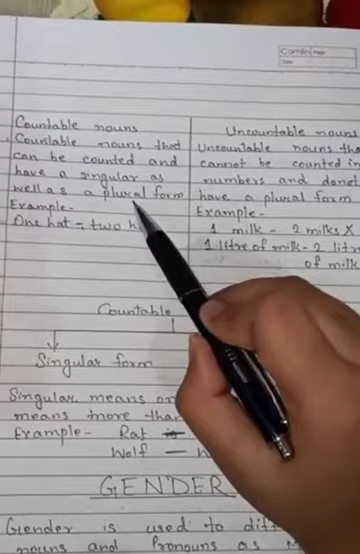 Camlin Page
Date
Countable nouns
Countable nouns that
can be counted and
have a singular as
well as a plural form
Example-
One hat - two
Uncountable nouns
Uncountable nouns
cannot be counted in
numbers and donot
have a plural form
Example-
1 milk - 2 milks X
1 litre of milk - 2
of milk
Countable
Singular form
Singular means
means more
Example- Rat
Wolf -
GENDER
Gender is used to
nouns and Pronouns as